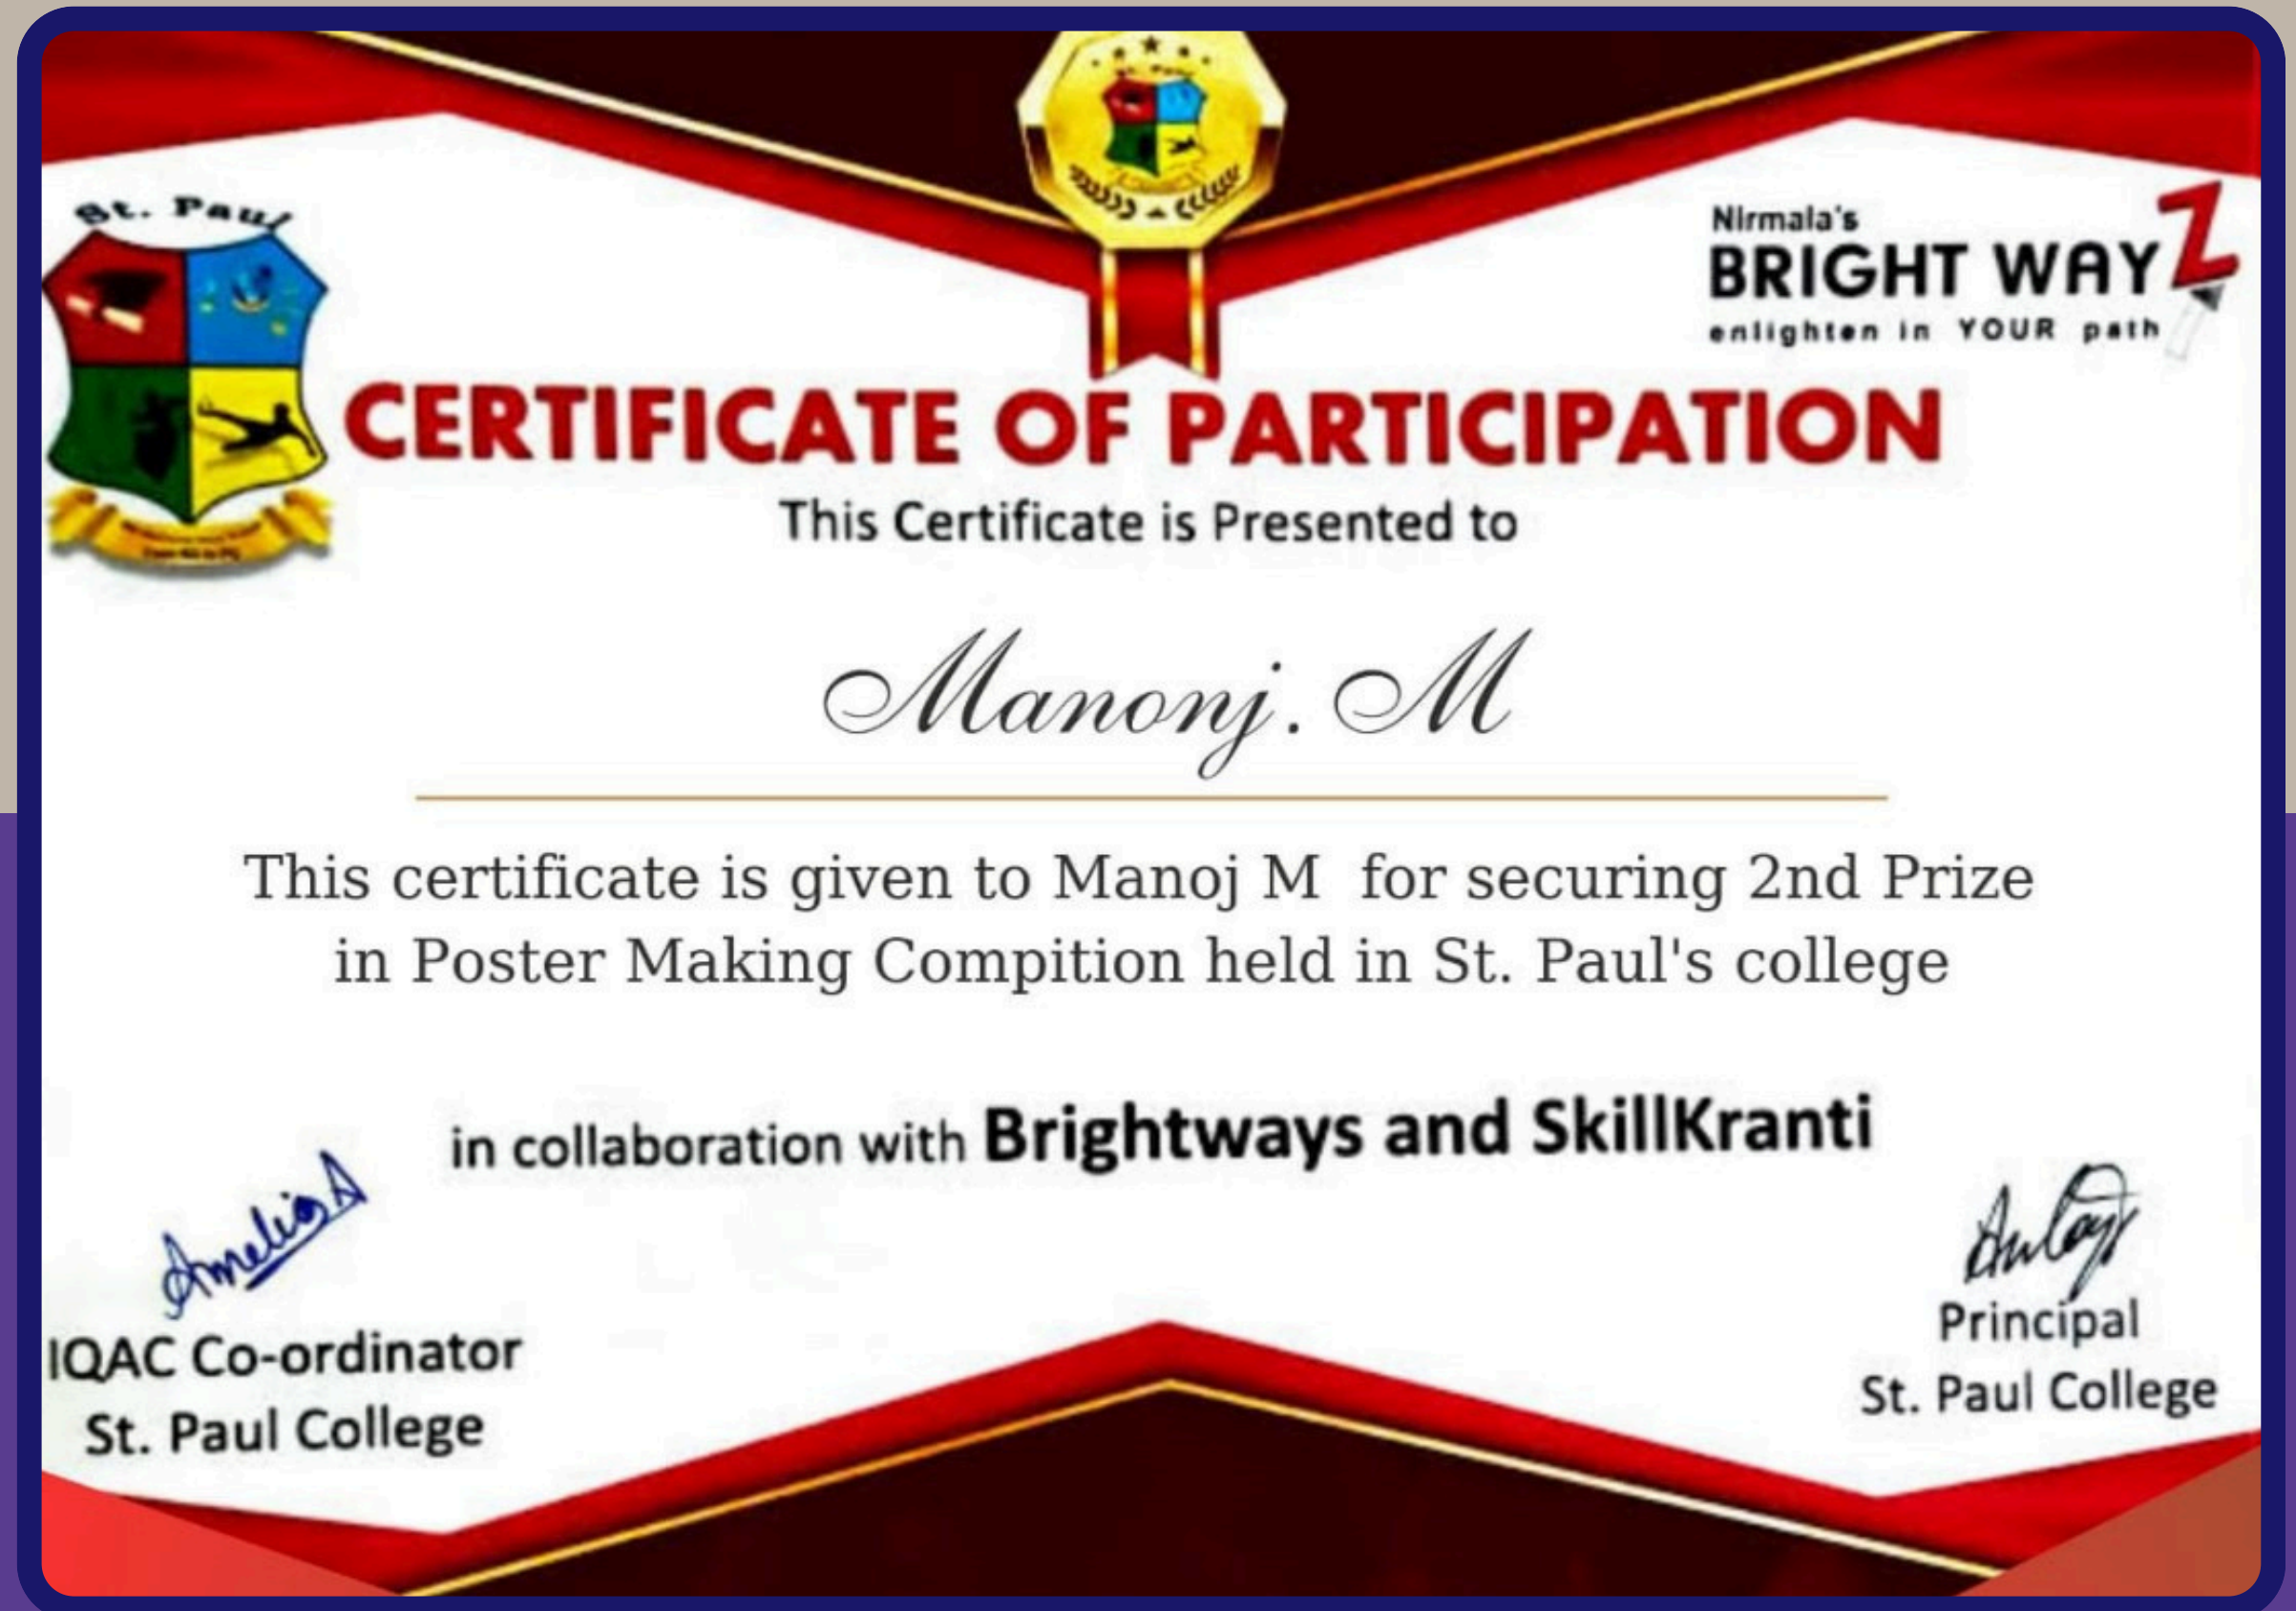 St. Paul
Nirmala's
BRIGHT WAYZ
enlighten in YOUR path
CERTIFICATE OF PARTICIPATION
This Certificate is Presented to
Manonj. M
This certificate is given to Manoj M for securing 2nd Prize
in Poster Making Compition held in St. Paul's college
in collaboration with Brightways and SkillKranti
Amelia A
IQAC Co-ordinator
St. Paul College
Principal
St. Paul College